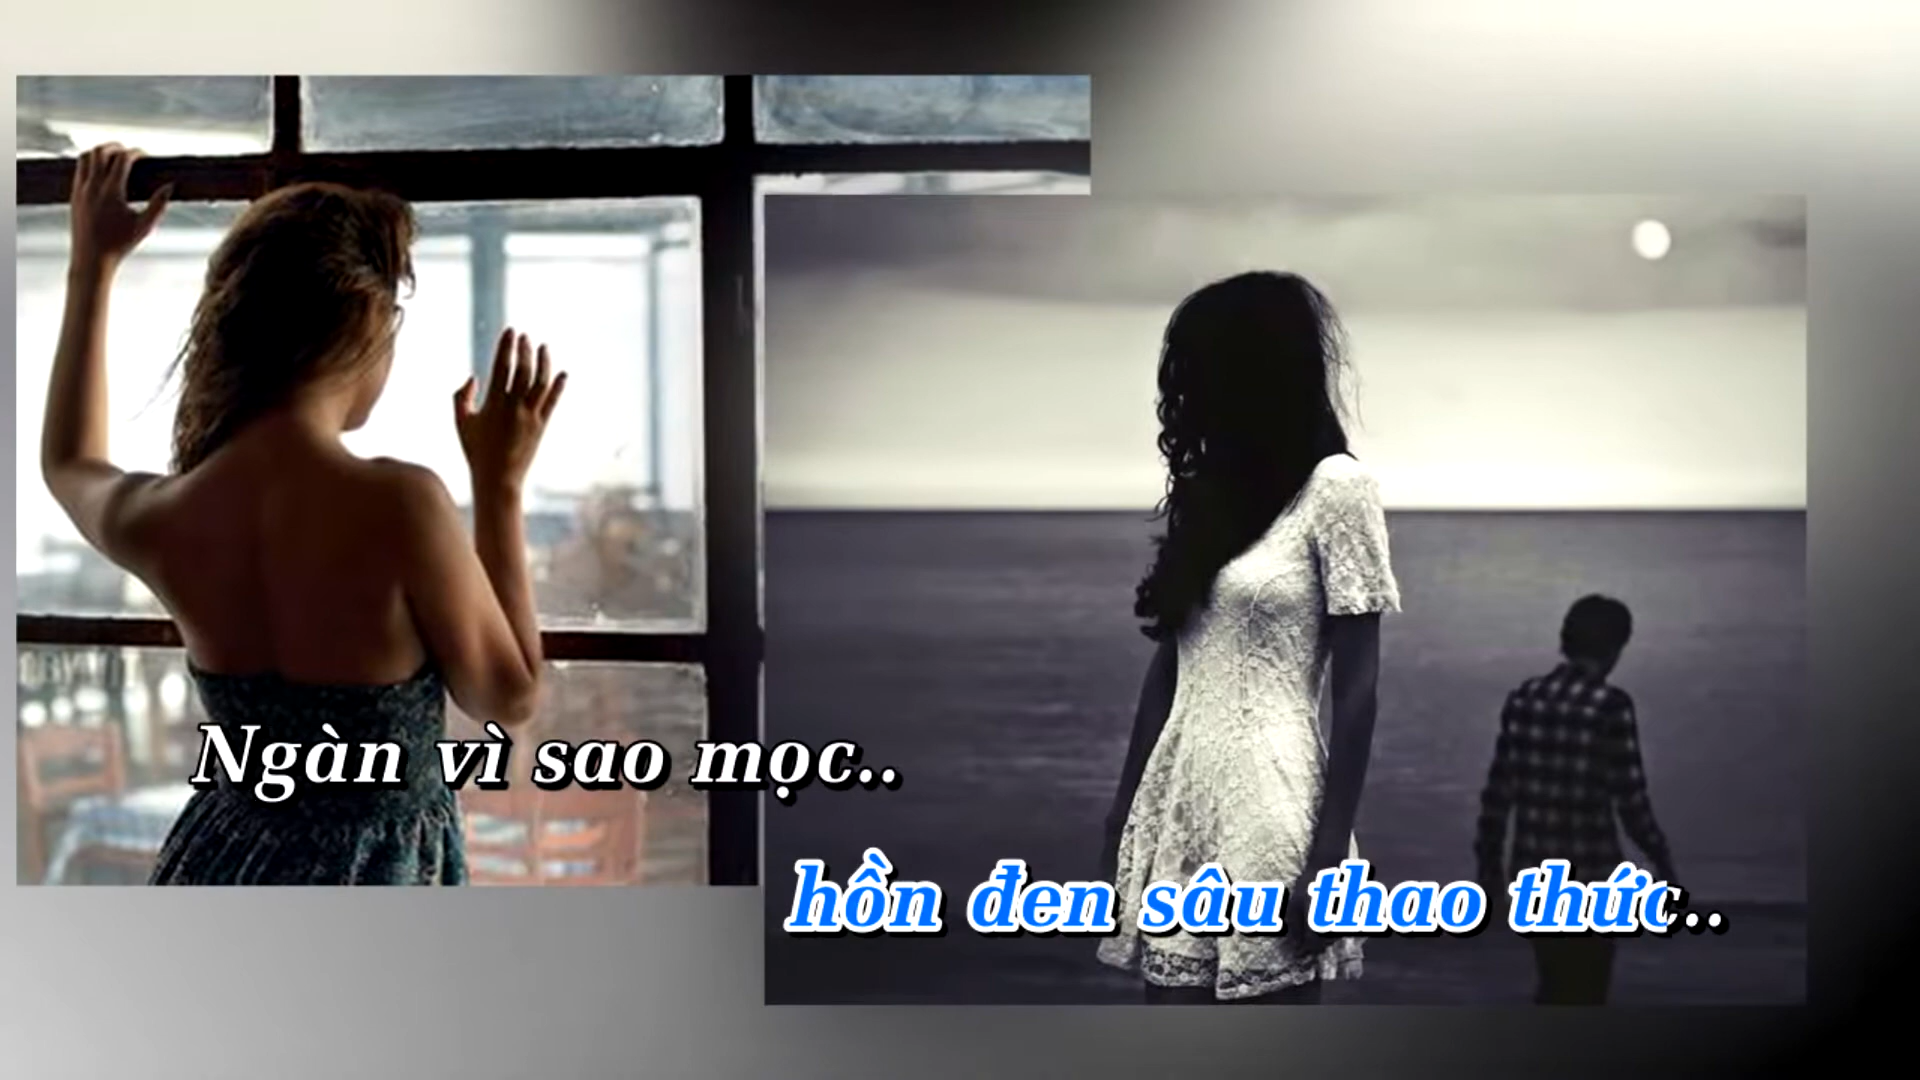 Ngàn vì sao mọc..
hồn đen sâu thao thức..